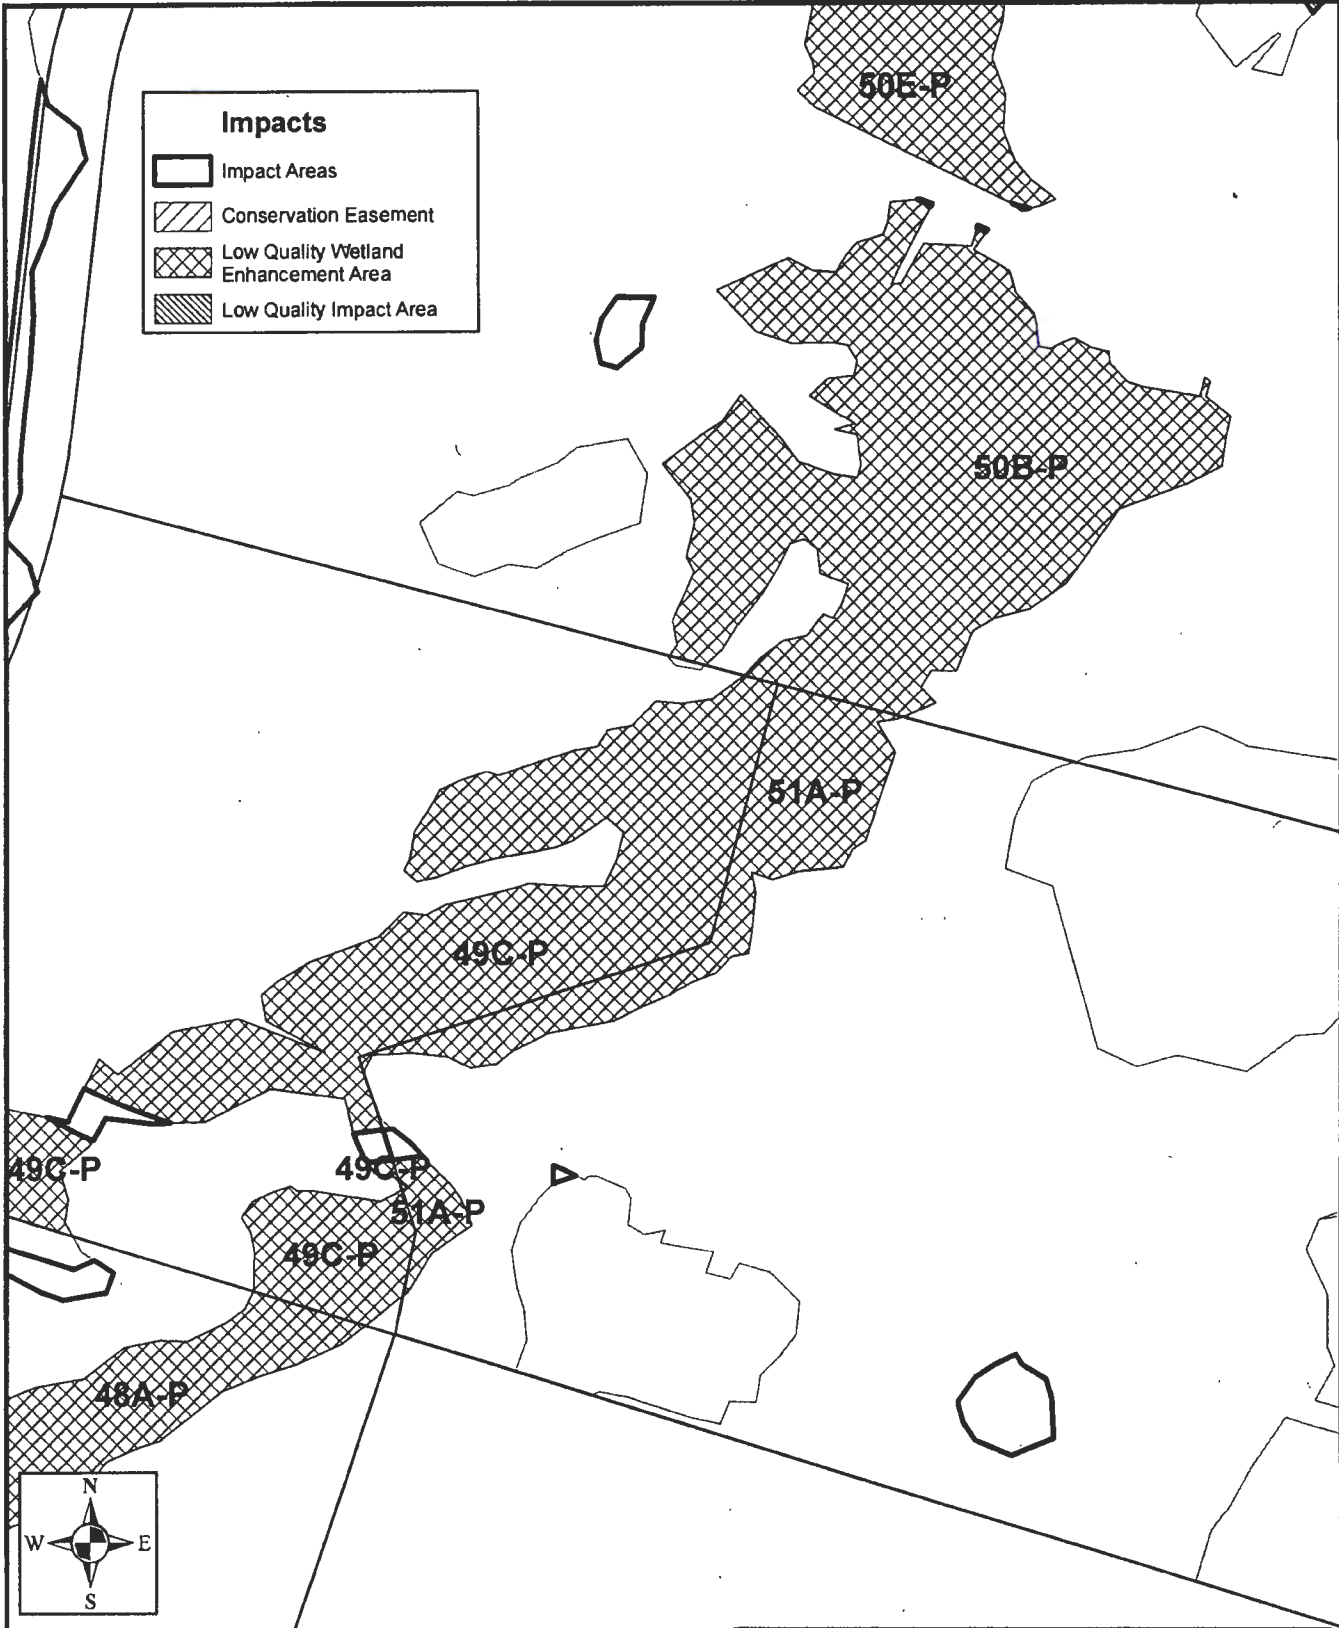 50E-P
Impacts
Impact Areas
Conservation Easement
Low Quality Wetland
Enhancement Area
Low Quality Impact Area
50B-P
51A-P
49C-P
49C-P
49C-P
51A-P
49C-P
48A-P
N
W E
S